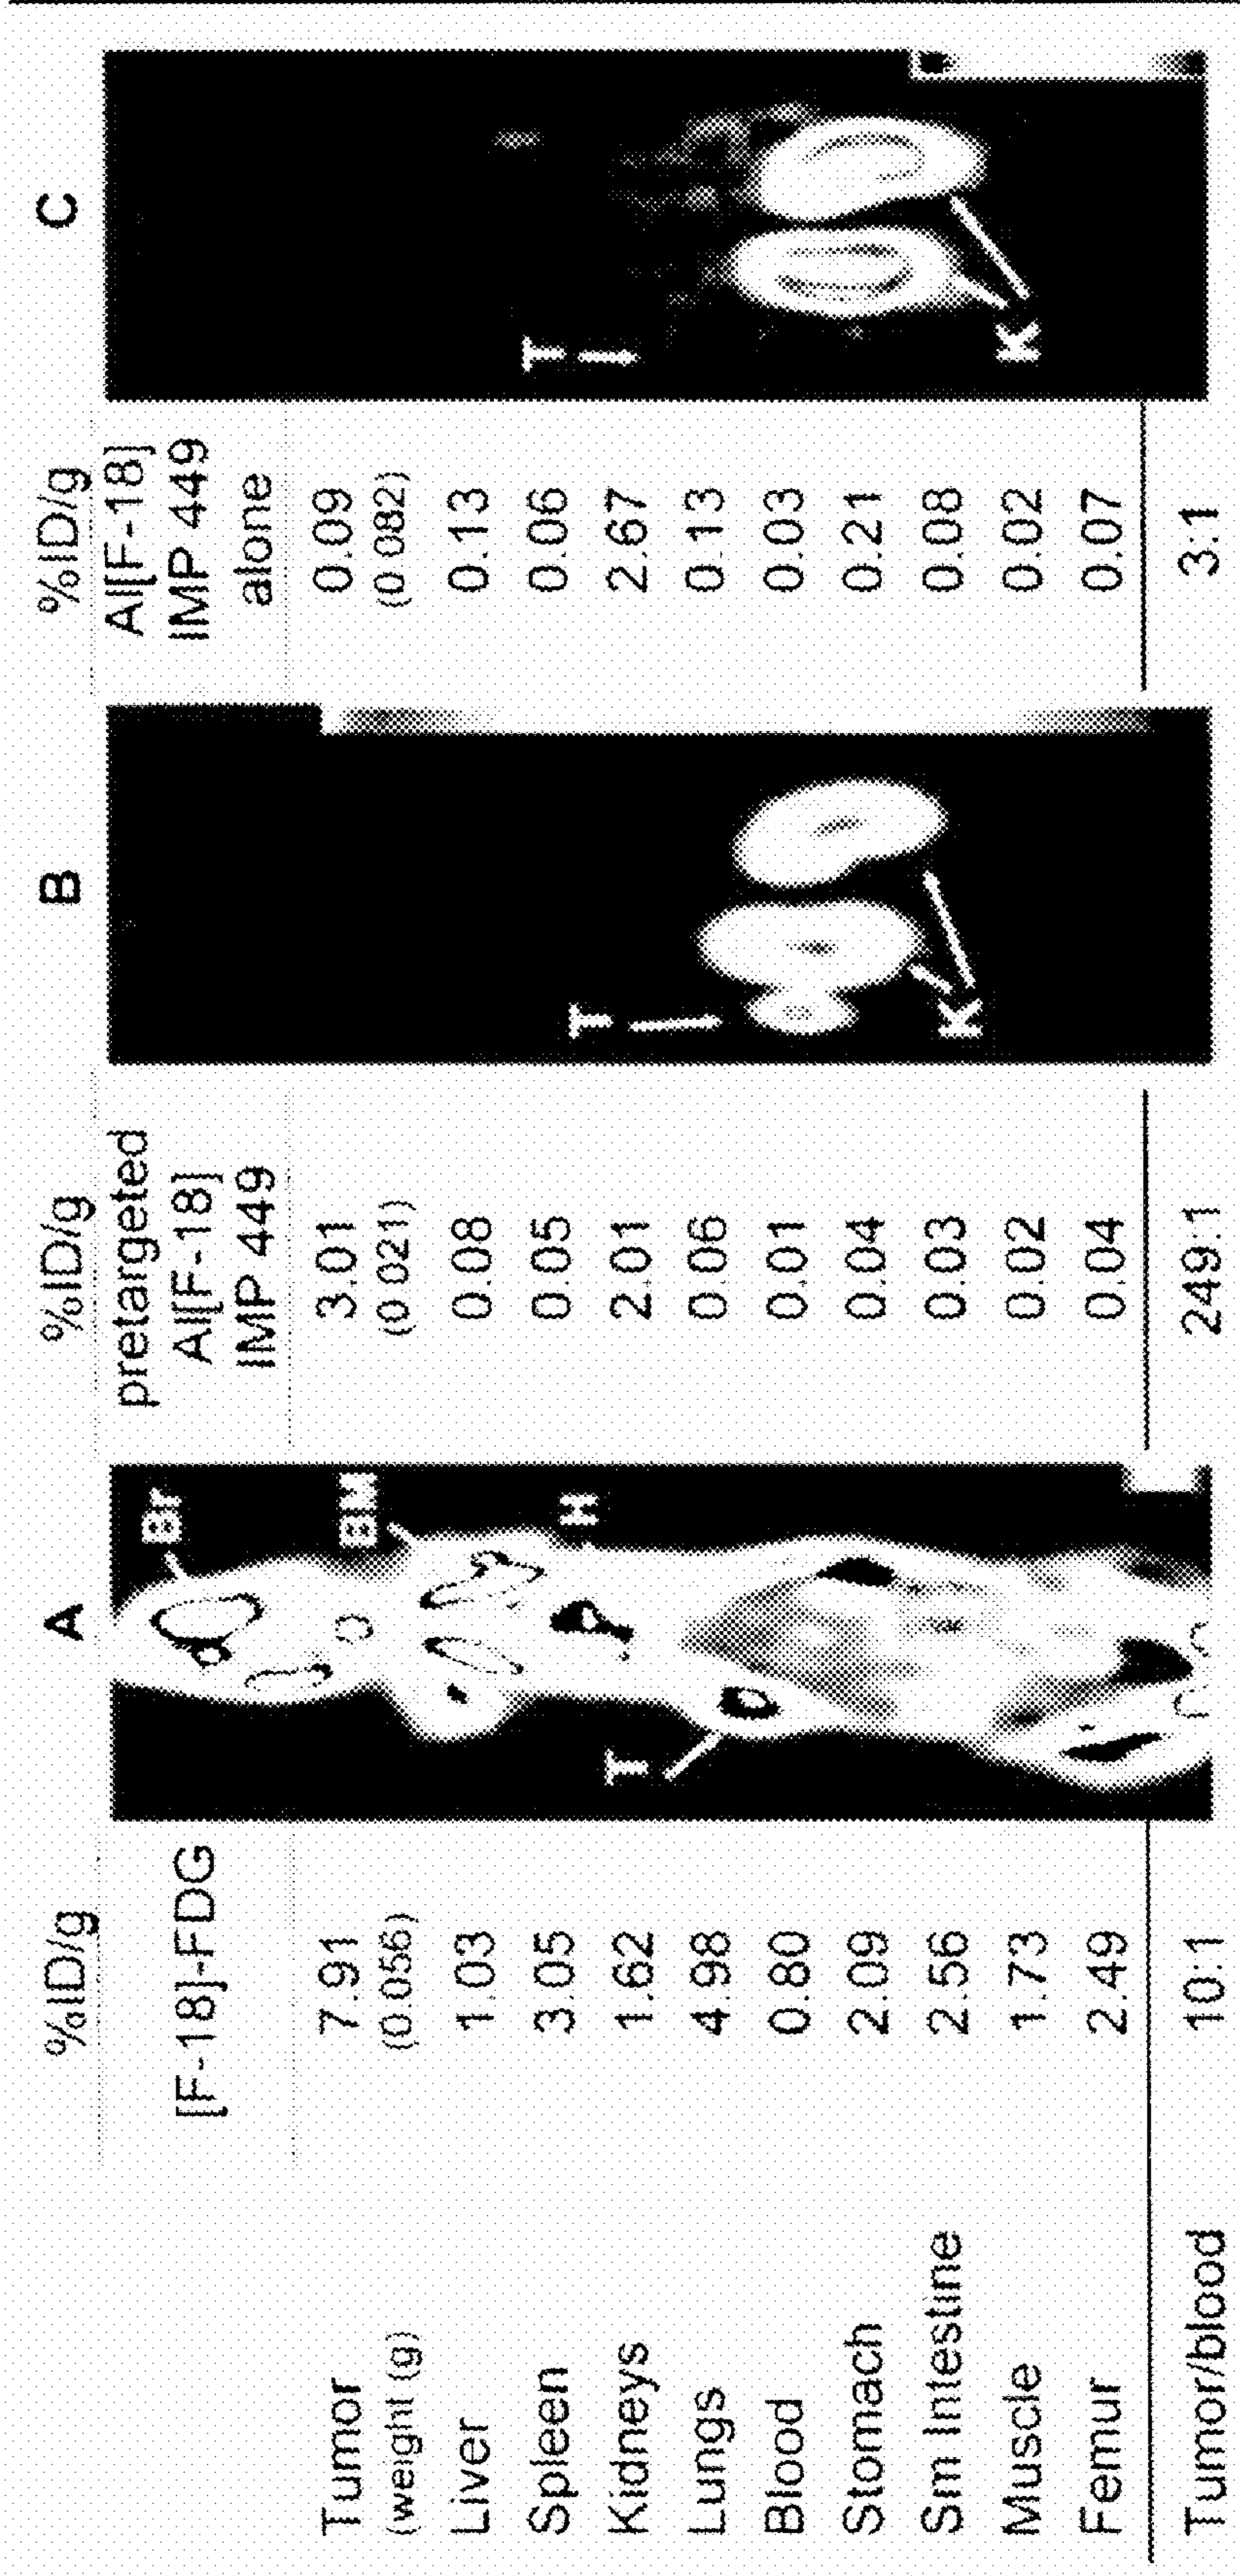 %ID/g A %ID/g B %ID/g C
[F-18]-FDG pretargeted Al[F-18] IMP 449 Al[F-18] IMP 449 alone
Tumor 7.91 3.01 0.09
(weight (g) (0.056) (0 021) (0 082)
Liver 1.03 0.08 0.13
Spleen 3.05 0.05 0.06
Kidneys 1.62 2.01 2.67
Lungs 4.98 0.06 0.13
Blood 0.80 0.01 0.03
Stomach 2.09 0.04 0.21
Sm Intestine 2.56 0.03 0.08
Muscle 1.73 0.02 0.02
Femur 2.49 0.04 0.07
Tumor/blood 10:1 249:1 3:1
Br
BM
H
T
T
K
T
K